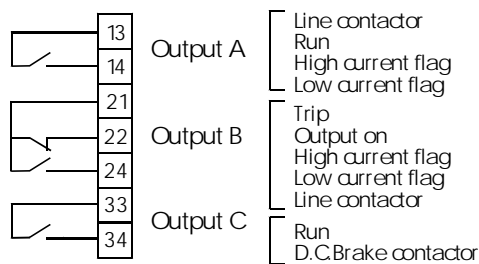 13
14
Output A
Line contactor
Run
High current flag
Low current flag
21
22
24
Output B
Trip
Output on
High current flag
Low current flag
Line contactor
33
34
Output C
Run
D.C.Brake contactor